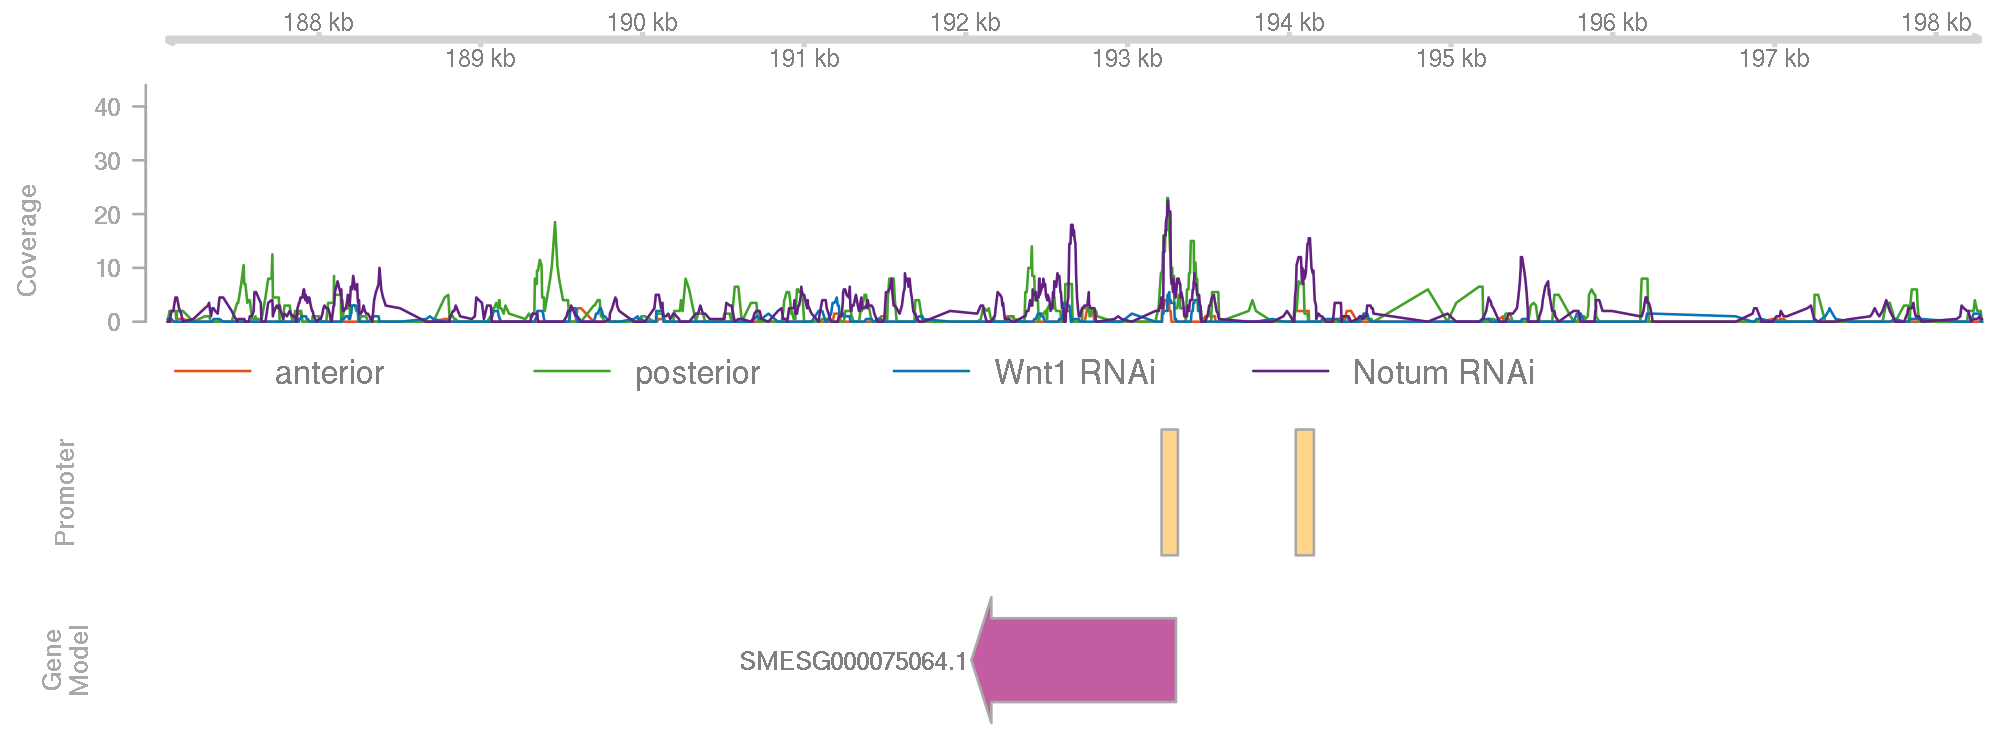 188 kb 190 kb 192 kb 194 kb 196 kb 198 kb
189 kb 191 kb 193 kb 195 kb 197 kb
Coverage
40
30
20
10
0
anterior posterior Wnt1 RNAi Notum RNAi
Promoter
Gene
Model
SMESG000075064.1